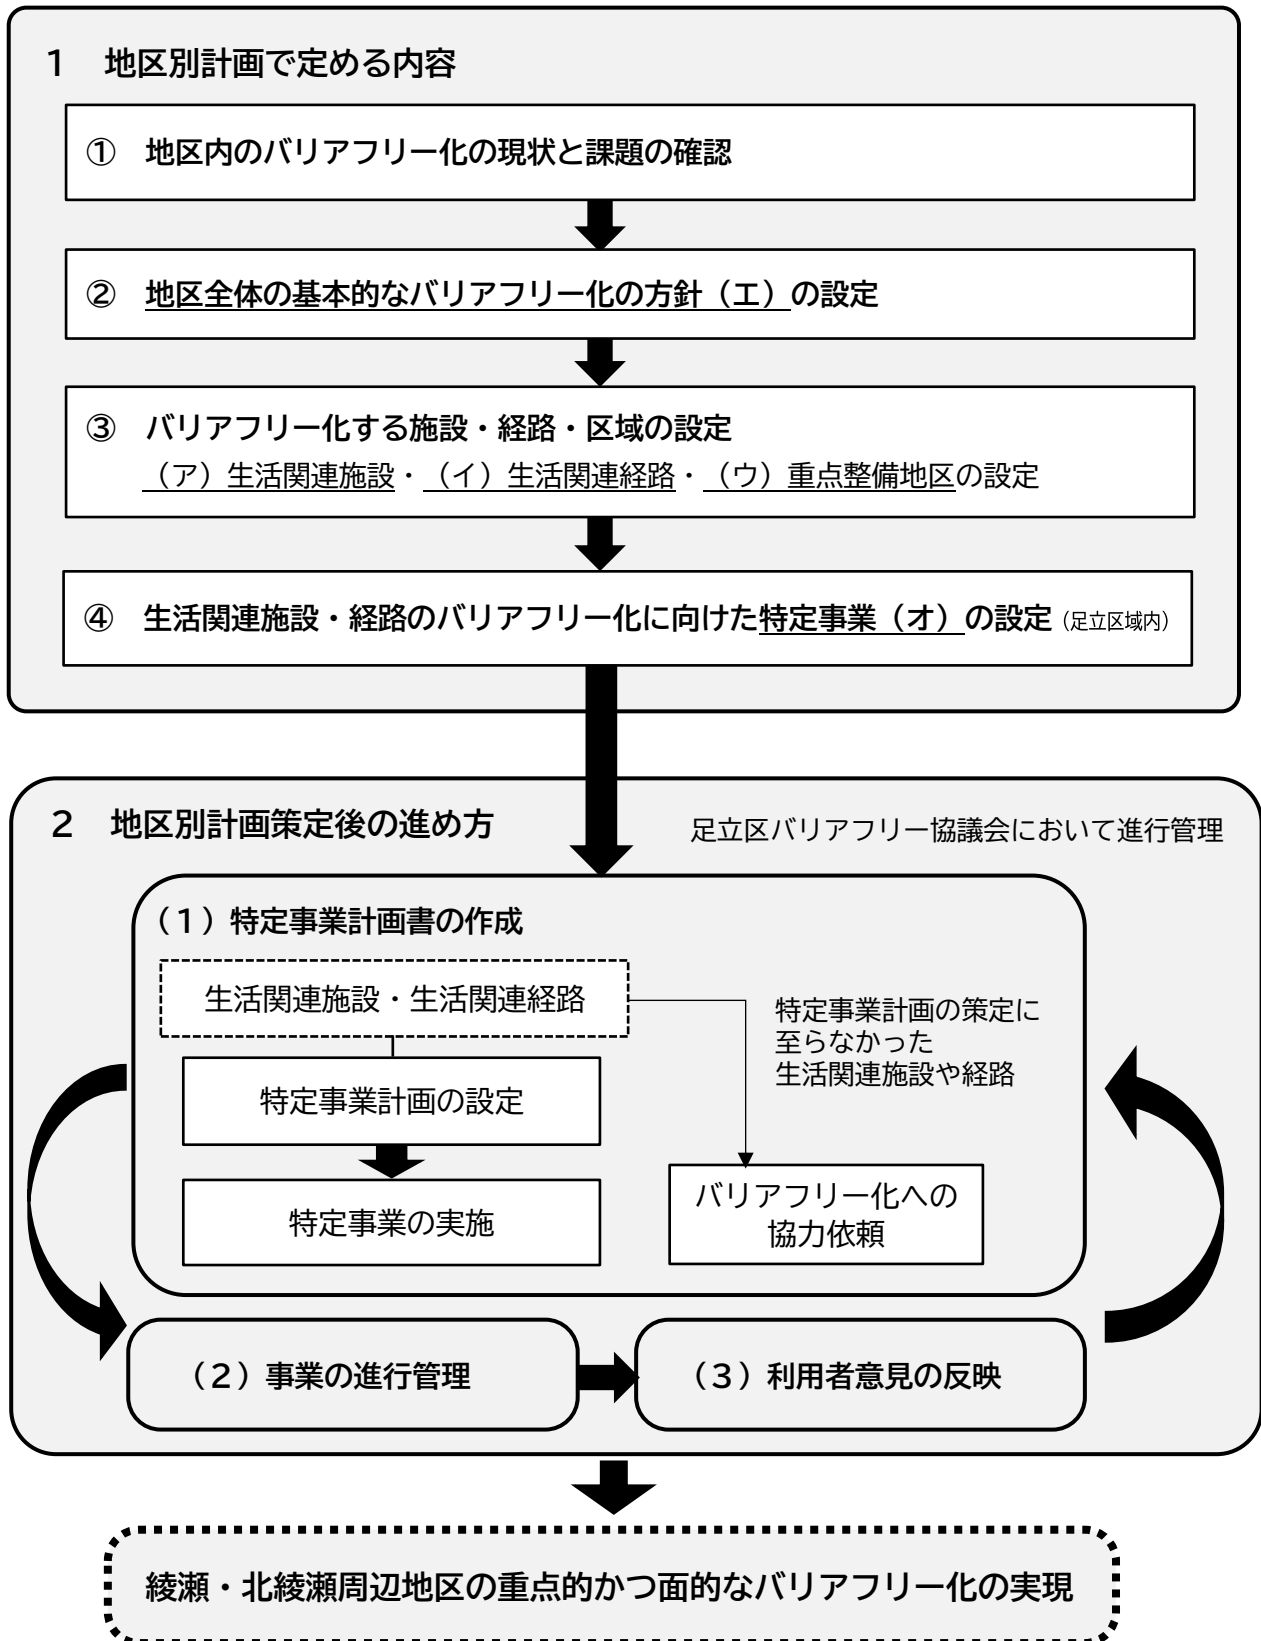 1　地区別計画で定める内容
①　地区内のバリアフリー化の現状と課題の確認
②　地区全体の基本的なバリアフリー化の方針（エ）の設定
③　バリアフリー化する施設・経路・区域の設定
（ア）生活関連施設・（イ）生活関連経路・（ウ）重点整備地区の設定
④　生活関連施設・経路のバリアフリー化に向けた特定事業（オ）の設定（足立区域内）
2　地区別計画策定後の進め方
足立区バリアフリー協議会において進行管理
（1）特定事業計画書の作成
生活関連施設・生活関連経路
特定事業計画の策定に
至らなかった
生活関連施設や経路
特定事業計画の設定
特定事業の実施
バリアフリー化への
協力依頼
（2）事業の進行管理
（3）利用者意見の反映
綾瀬・北綾瀬周辺地区の重点的かつ面的なバリアフリー化の実現